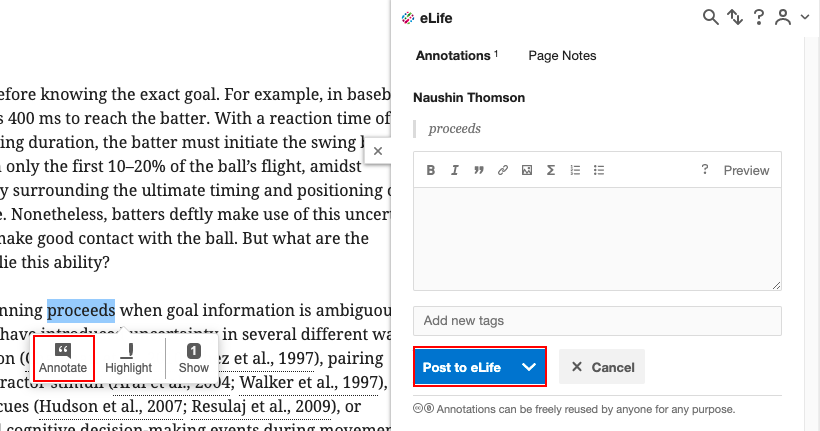 efore knowing the exact goal. For example, in baseb
s 400 ms to reach the batter. With a reaction time of
ing duration, the batter must initiate the swing b
only the first 10–20% of the ball's flight, amidst
y surrounding the ultimate timing and positioning o
e. Nonetheless, batters deftly make use of this uncer
make good contact with the ball. But what are the
lie this ability?
nning proceeds when goal information is ambiguou
have introduced uncertainty in several different wa
on (
ez et al., 1997), pairing
ractor stimuli (Arai et al., 2004; Walker et al., 1997),
cues (Hudson et al., 2007; Resulaj et al., 2009), or
l cognitive decision-making events during movemen
Annotate
Highlight
1
Show
eLife
?
Annotations 1
Page Notes
Naushin Thomson
proceeds
B I ” Σ ? Preview
Add new tags
Post to eLife
× Cancel
Annotations can be freely reused by anyone for any purpose.